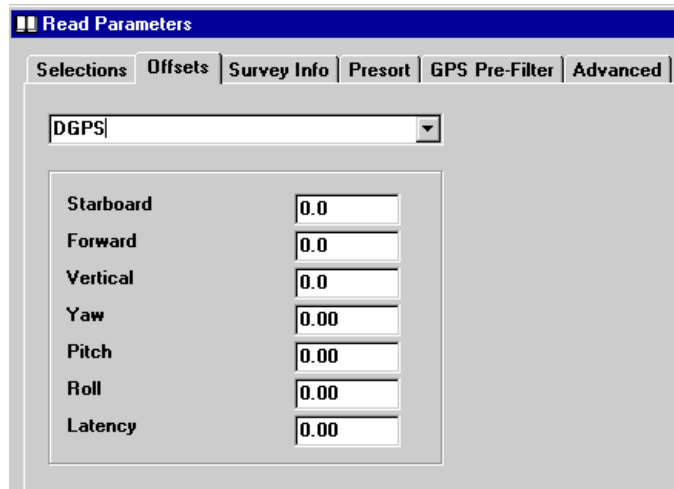 Read Parameters
Selections Offsets Survey Info Presort GPS Pre-Filter Advanced
DGPS
Starboard 0.0
Forward 0.0
Vertical 0.0
Yaw 0.00
Pitch 0.00
Roll 0.00
Latency 0.00